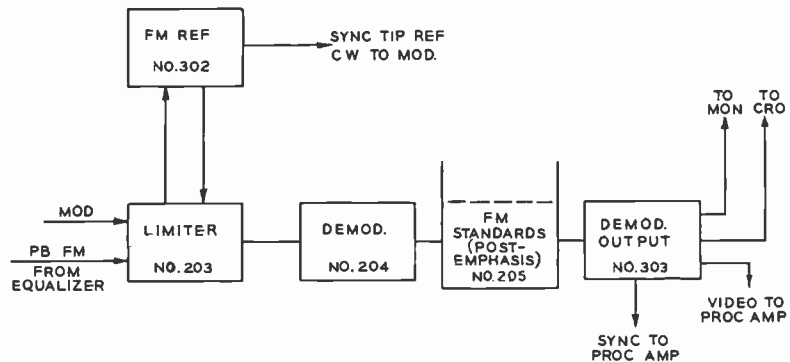 FM REF
NO.302
SYNC TIP REF
CW TO MOD.
TO
MON
TO
CRO
MOD
PB FM
FROM
EQUALIZER
LIMITER
NO.203
DEMOD.
NO.204
FM
STANDARDS
(POST-
EMPHASIS)
NO.205
DEMOD.
OUTPUT
NO.303
VIDEO TO
PROC AMP
SYNC TO
PROC AMP